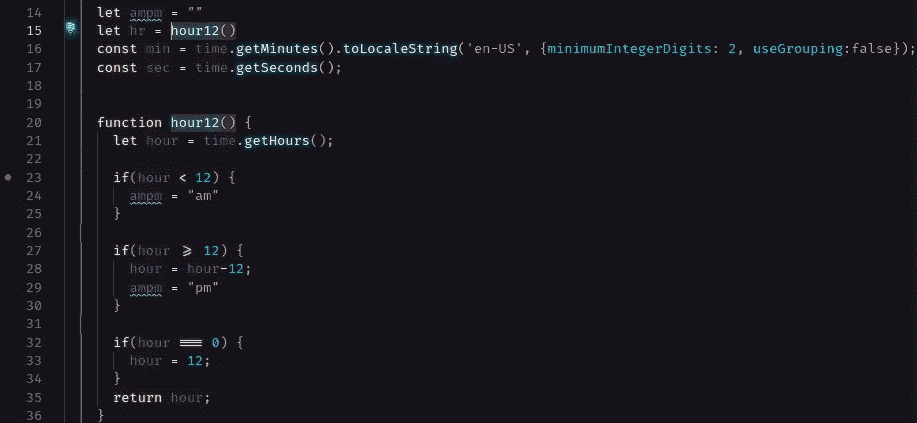 14 let ampm = ""
15 let hr = hour12()
16 const min = time.getMinutes().toLocaleString('en-US', {minimumIntegerDigits: 2, useGrouping:false});
17 const sec = time.getSeconds();
18
19
20 function hour12() {
21 let hour = time.getHours();
22
23 if(hour < 12) {
24 ampm = "am"
25 }
26
27 if(hour ⩾ 12) {
28 hour = hour-12;
29 ampm = "pm"
30 }
31
32 if(hour === 0) {
33 hour = 12;
34 }
35 return hour;
36 }